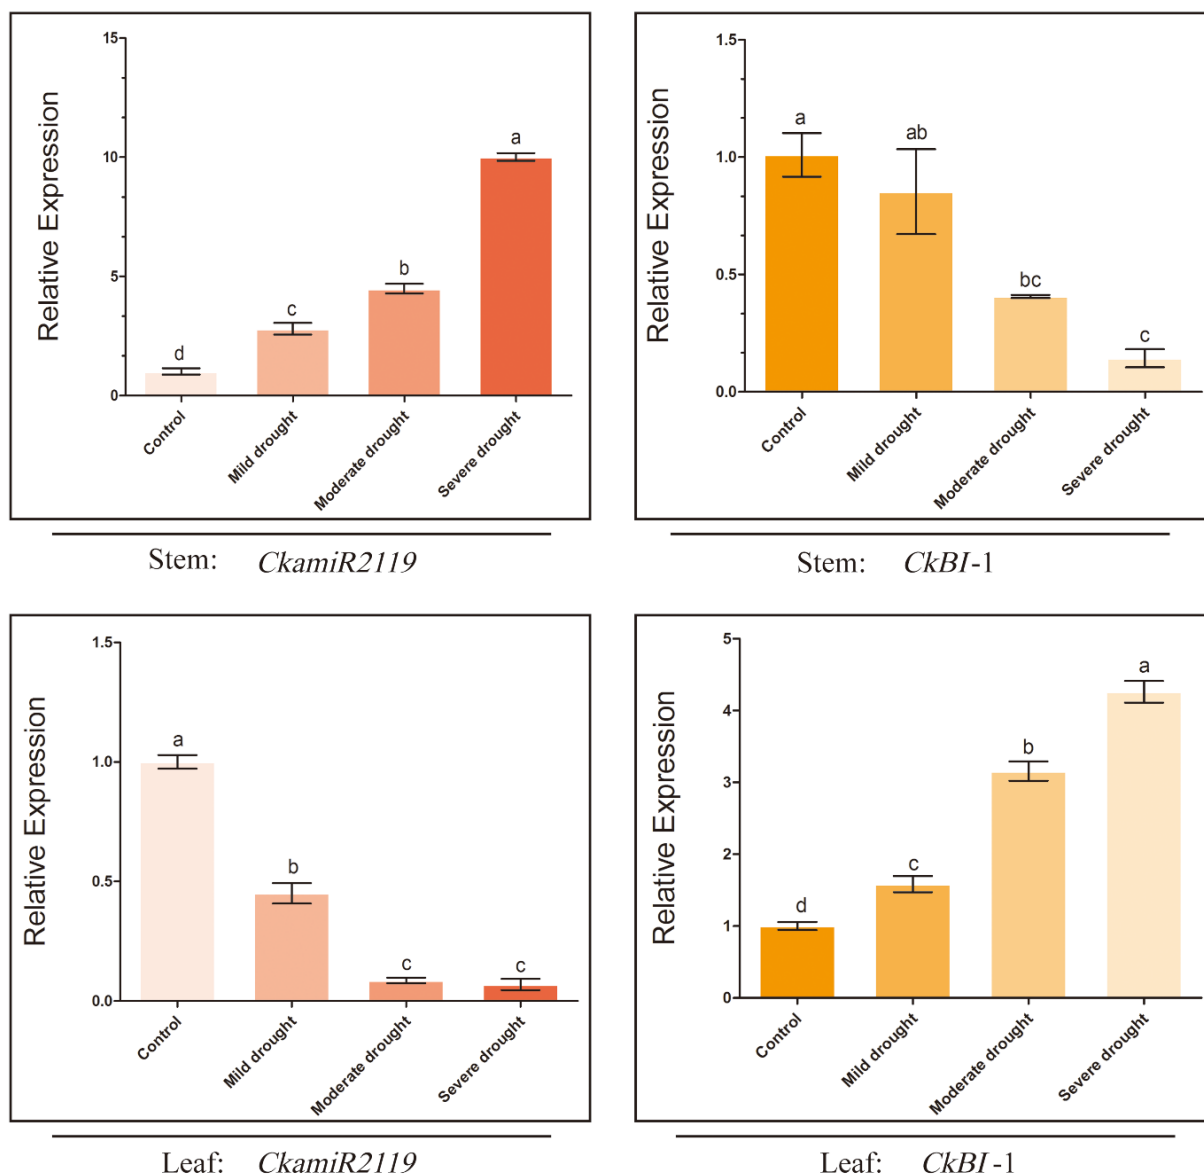 Relative Expression
15
10
5
0
d
c
b
a
Control
Mild drought
Moderate drought
Severe drought
Stem: CkamiR2119
Relative Expression
1.5
1.0
0.5
0.0
a
ab
bc
c
Control
Mild drought
Moderate drought
Severe drought
Stem: CkBI-1
Relative Expression
1.5
1.0
0.5
0.0
a
b
c
c
Control
Mild drought
Moderate drought
Severe drought
Leaf: CkamiR2119
Relative Expression
5
4
3
2
1
0
d
c
b
a
Control
Mild drought
Moderate drought
Severe drought
Leaf: CkBI-1